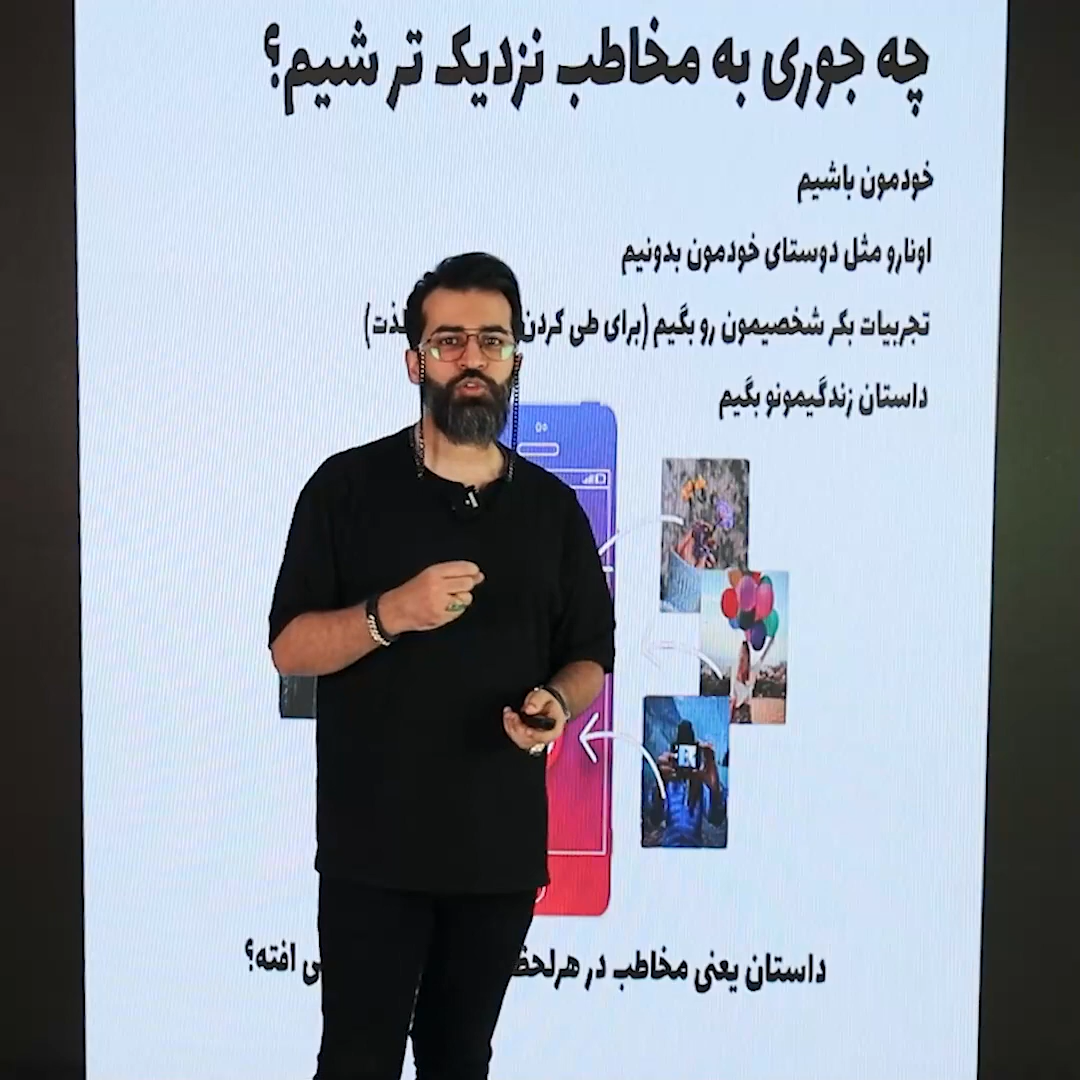 چه جوری به مخاطب نزدیک تر شیم؟
خودمون باشیم
اونارو مثل دوستای خودمون بدونیم
تجربیات بکر شخصیمون رو بگیم (برای طی کردن لذت)
داستان زندگیمونو بگیم
داستان یعنی مخاطب در هرلحظ ی افته؟